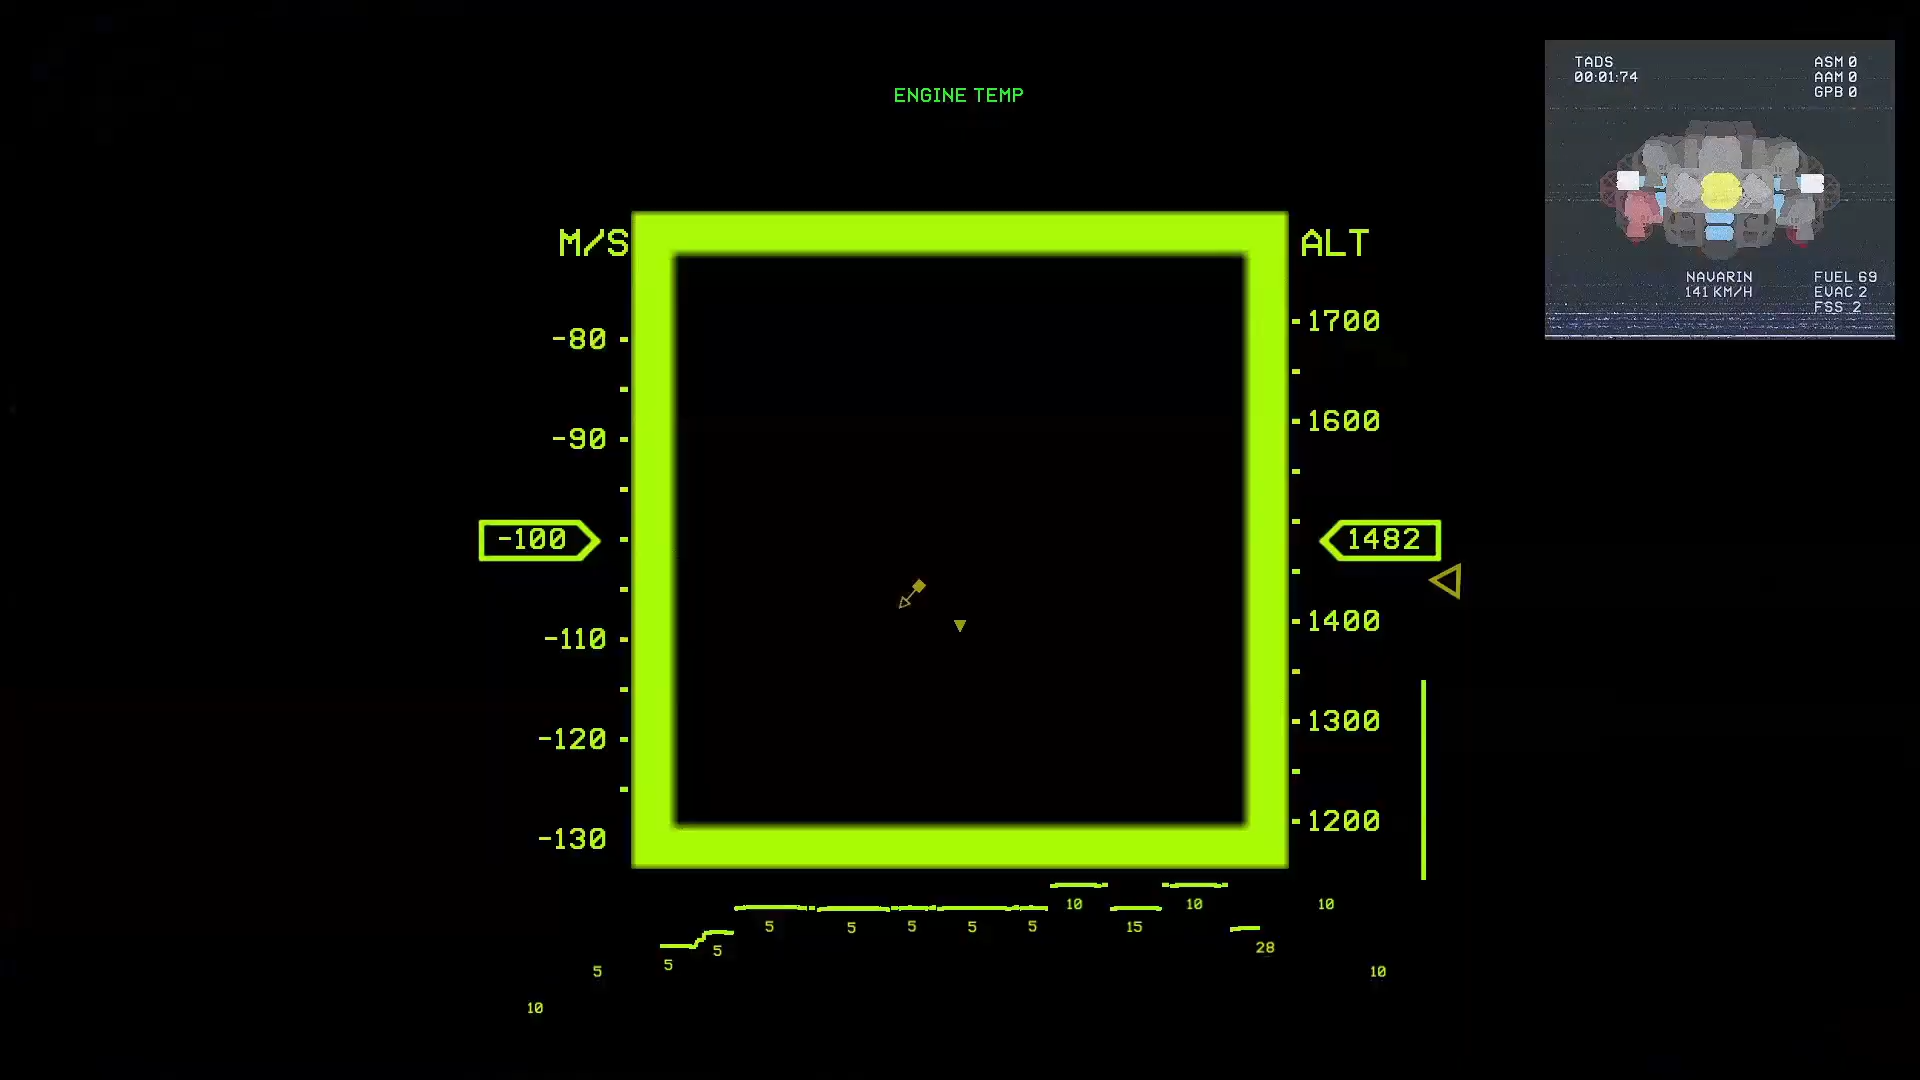 TADS
00:01:74
ASM 0
AAM 0
GPB 0
ENGINE TEMP
M/S
ALT
-80
-90
-100
-110
-120
-130
1700
1600
1482
1400
1300
1200
NAVARIN
141 KM/H
FUEL 69
EVAC 2
FSS 2
10
5
5
5
5
5
5
5
5
10
15
10
28
10
10